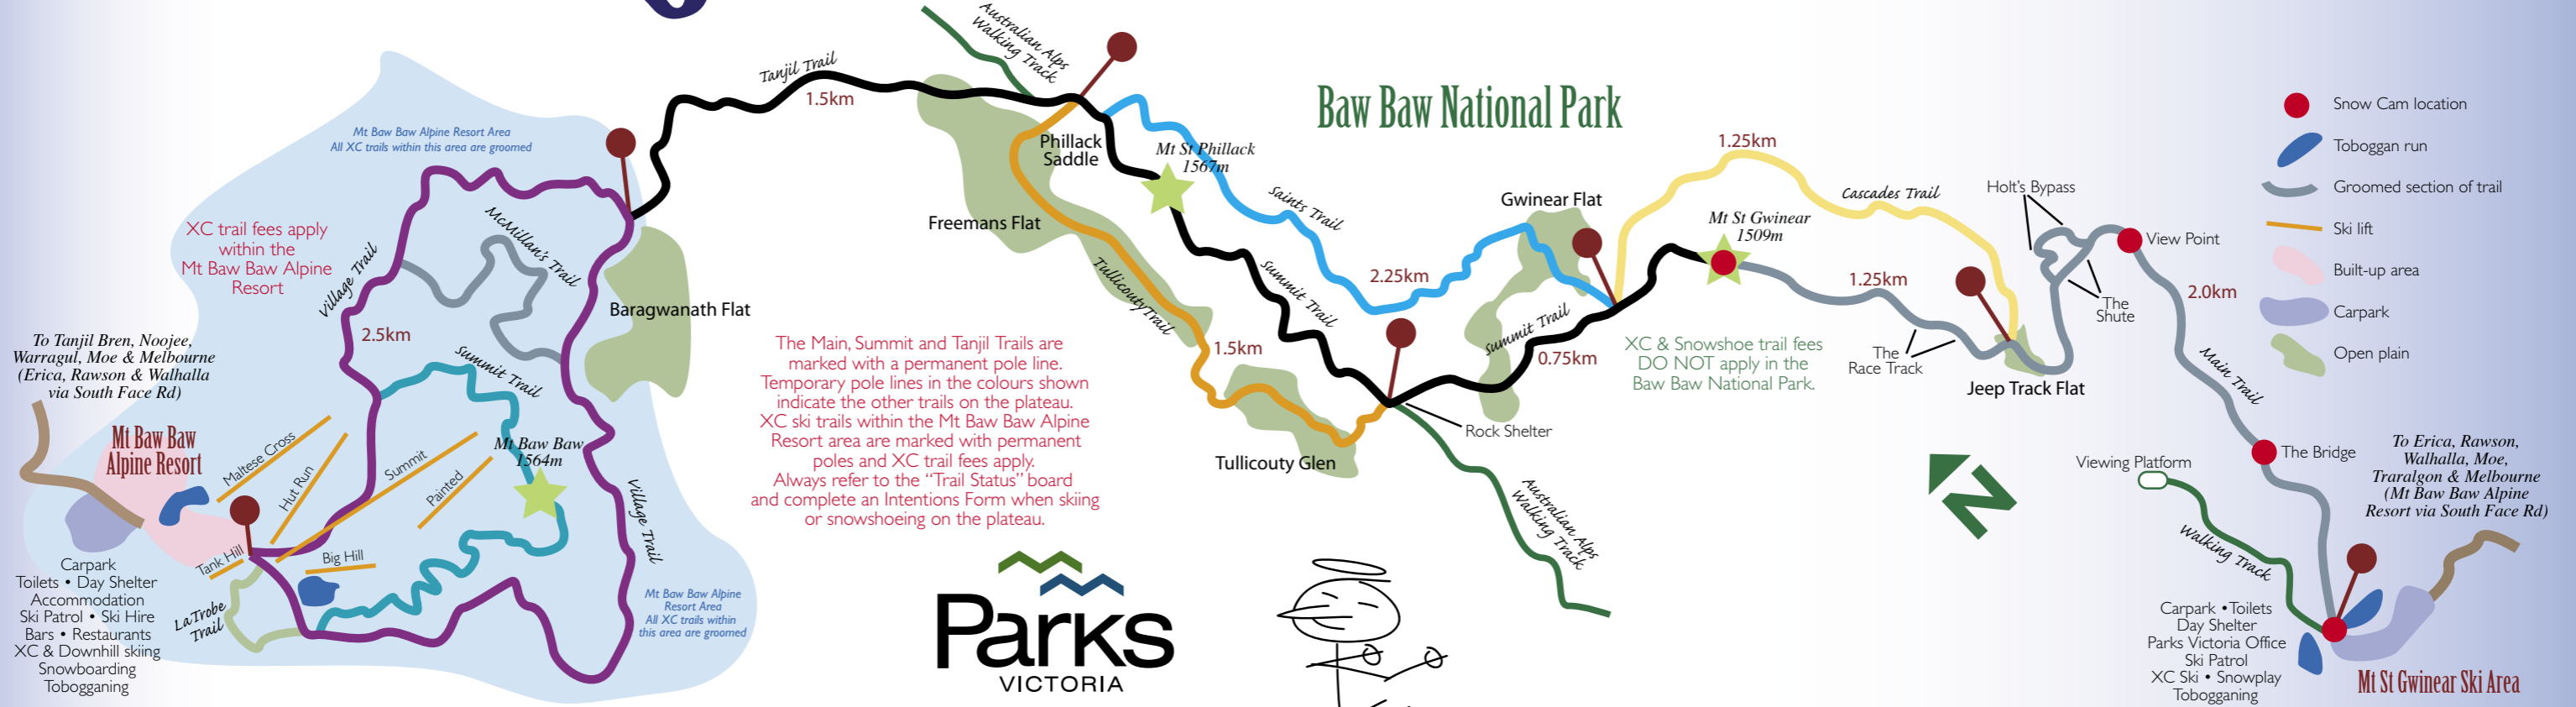 Baw Baw National Park
Australian Alps
Walking Track
Tanjil Trail
1.5km
Mt Baw Baw Alpine Resort Area
All XC trails within this area are groomed
XC trail fees apply
within the
Mt Baw Baw Alpine
Resort
Village Trail
McMillan's Trail
2.5km
Summit Trail
Baragwanath Flat
To Tanjil Bren, Noojee,
Warragul, Moe & Melbourne
(Erica, Rawson & Walhalla
via South Face Rd)
Mt Baw Baw
Alpine Resort
Maltese Cross
Hut Run
Summit
Painted
Mt Baw Baw
1564m
Village Trail
Tank Hill
Big Hill
LaTrobe
Trail
Carpark
Toilets • Day Shelter
Accommodation
Ski Patrol • Ski Hire
Bars • Restaurants
XC & Downhill skiing
Snowboarding
Tobogganing
Mt Baw Baw Alpine
Resort Area
All XC trails within
this area are groomed
Phillack
Saddle
Mt St Phillack
1567m
Freemans Flat
Saints Trail
Tullicouty Trail
Summit Trail
2.25km
1.5km
Gwinear Flat
Summit Trail
0.75km
Rock Shelter
Tullicouty Glen
The Main, Summit and Tanjil Trails are
marked with a permanent pole line.
Temporary pole lines in the colours shown
indicate the other trails on the plateau.
XC ski trails within the Mt Baw Baw Alpine
Resort area are marked with permanent
poles and XC trail fees apply.
Always refer to the “Trail Status” board
and complete an Intentions Form when skiing
or snowshoeing on the plateau.
Parks
VICTORIA
Australian Alps
Walking Track
1.25km
Cascades Trail
Mt St Gwinear
1509m
XC & Snowshoe trail fees
DO NOT apply in the
Baw Baw National Park.
1.25km
The
Race Track
Jeep Track Flat
Holt's Bypass
The
Shute
View Point
2.0km
Main Trail
The Bridge
N
Viewing Platform
Walking Track
To Erica, Rawson,
Walhalla, Moe,
Traralgon & Melbourne
(Mt Baw Baw Alpine
Resort via South Face Rd)
Carpark • Toilets
Day Shelter
Parks Victoria Office
Ski Patrol
XC Ski • Snowplay
Tobogganing
Mt St Gwinear Ski Area
Snow Cam location
Toboggan run
Groomed section of trail
Ski lift
Built-up area
Carpark
Open plain